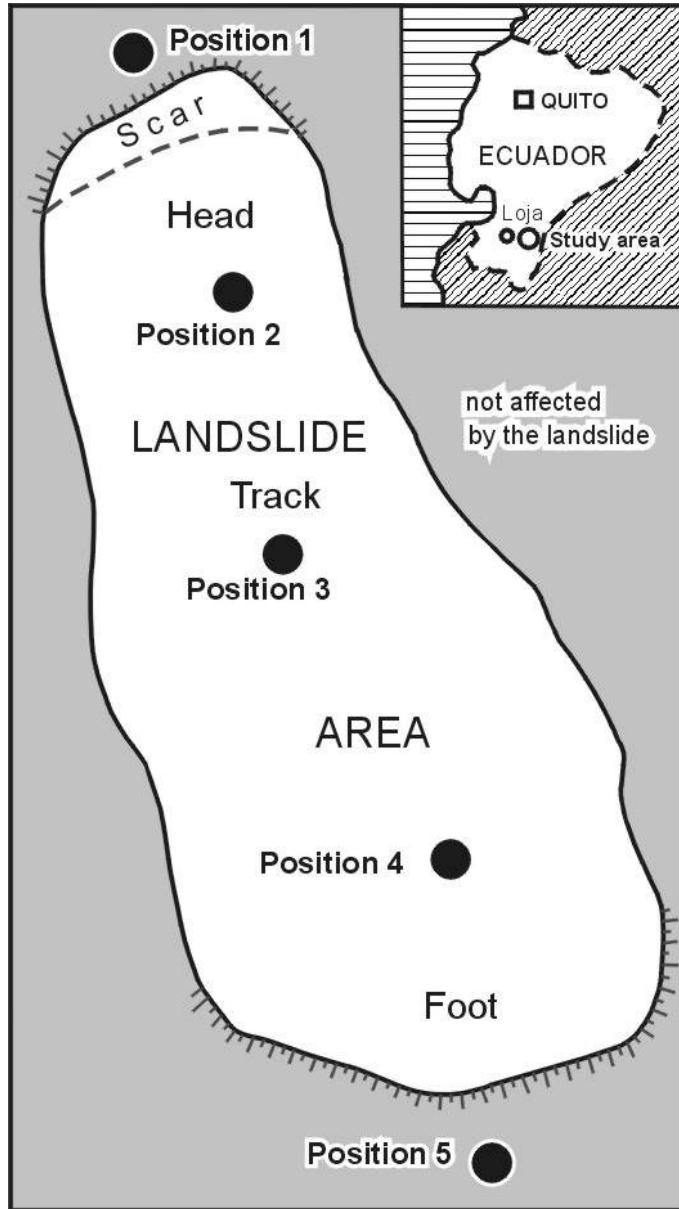 Position 1
Scar
Head
Position 2
LANDSLIDE
Track
Position 3
AREA
Position 4
Foot
Position 5
not affected
by the landslide
QUITO
ECUADOR
Loja
Study area